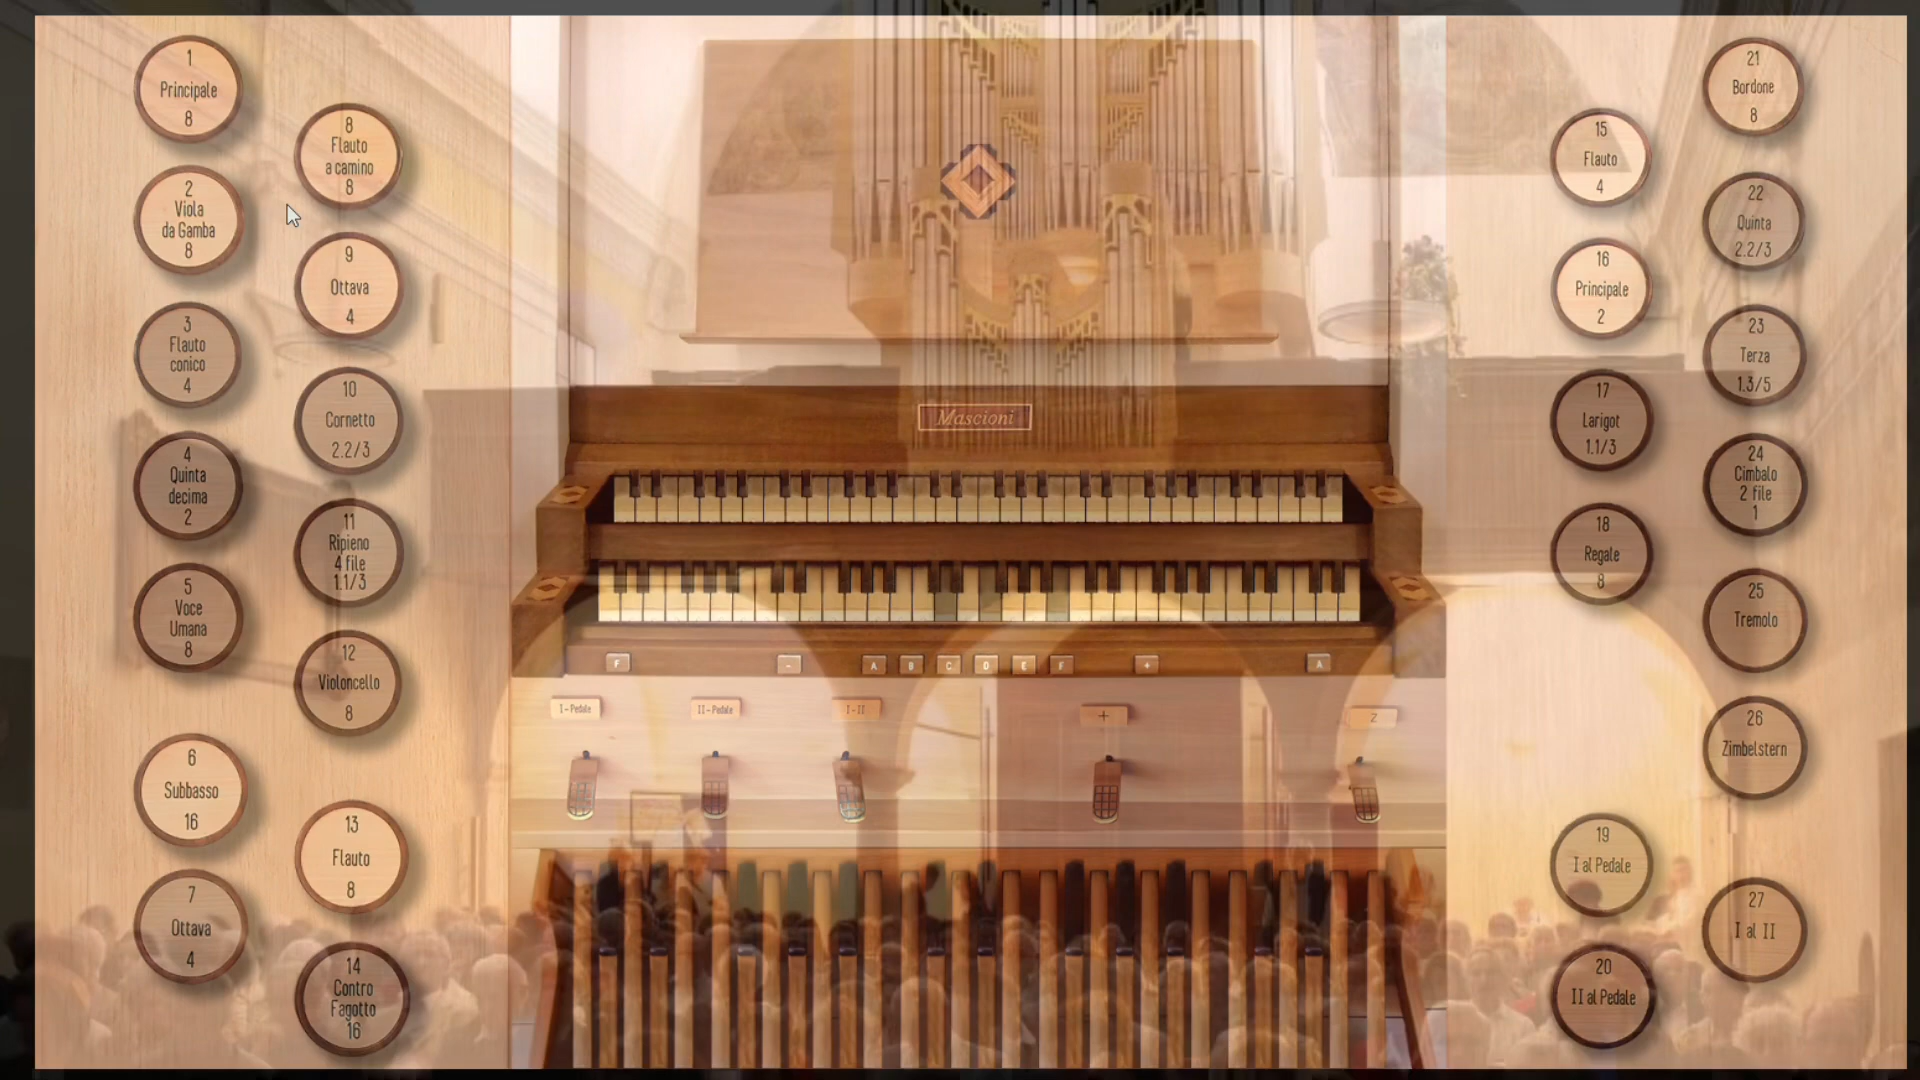 1
Principale
8
2
Viola
da Gamba
8
3
Flauto
conico
4
4
Quinta
decima
2
5
Voce
Umana
8
6
Subbasso
16
7
Ottava
4
8
Flauto
a camino
8
9
Ottava
4
10
Cornetto
2.2/3
11
Ripieno
4 file
1.1/3
12
Violoncello
8
13
Flauto
8
14
Contro
Fagotto
16
Mascioni
F
-
A
B
C
D
E
F
+
A
I-Pedale
II-Pedale
I-II
+
Z
15
Flauto
4
16
Principale
2
17
Larigot
1.1/3
18
Regale
8
19
I al Pedale
20
II al Pedale
21
Bordone
8
22
Quinta
2.2/3
23
Terza
1.3/5
24
Cimbalo
2 file
1
25
Tremolo
26
Zimbelstern
27
I al II